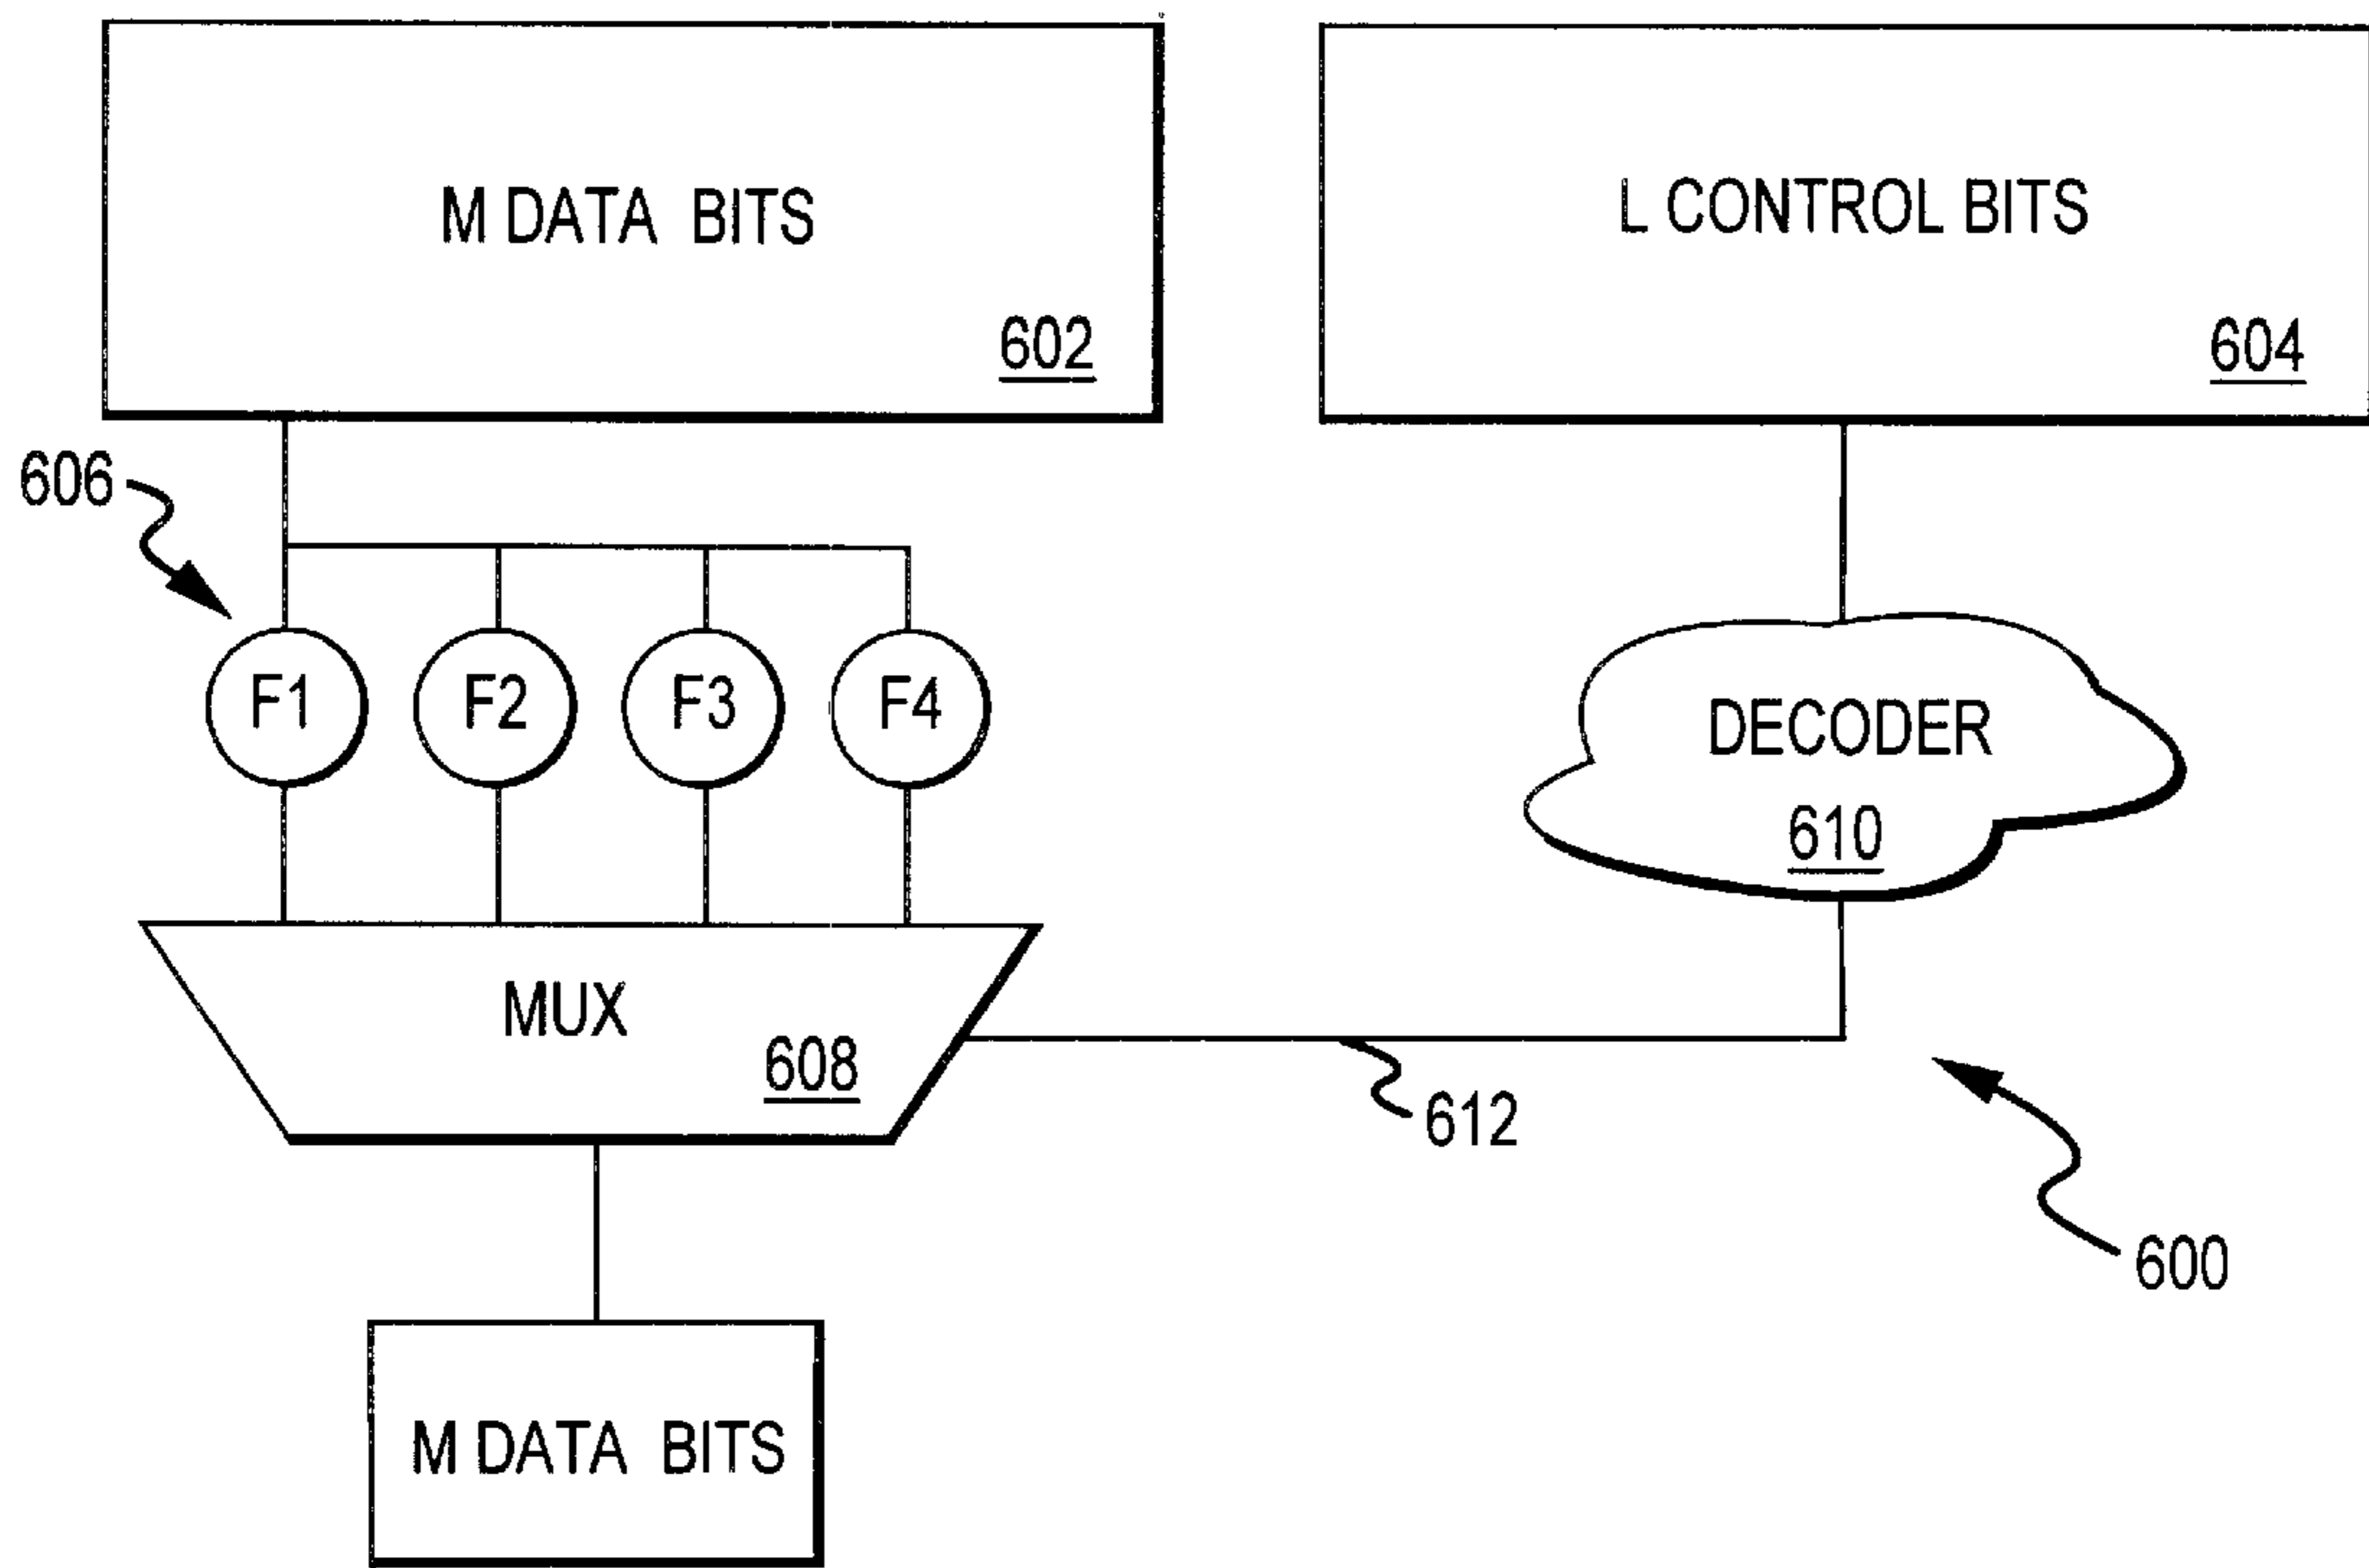 M DATA BITS
602
L CONTROL BITS
604
606
F1
F2
F3
F4
DECODER
610
MUX
608
612
600
M DATA BITS